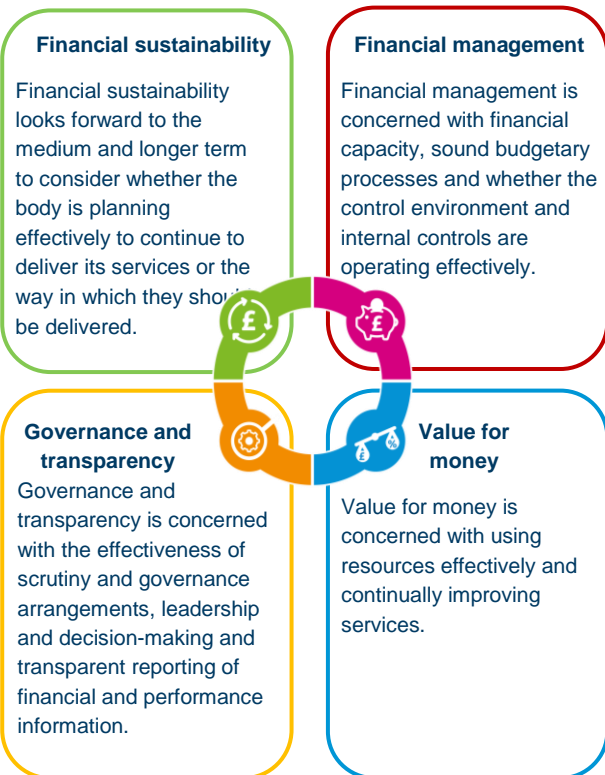 Financial sustainability
Financial sustainability
looks forward to the
medium and longer term
to consider whether the
body is planning
effectively to continue to
deliver its services or the
way in which they should
be delivered.
Financial management
Financial management is
concerned with financial
capacity, sound budgetary
processes and whether the
control environment and
internal controls are
operating effectively.
£
£
Governance and
transparency
Governance and
transparency is concerned
with the effectiveness of
scrutiny and governance
arrangements, leadership
and decision-making and
transparent reporting of
financial and performance
information.
£ %
Value for
money
Value for money is
concerned with using
resources effectively and
continually improving
services.